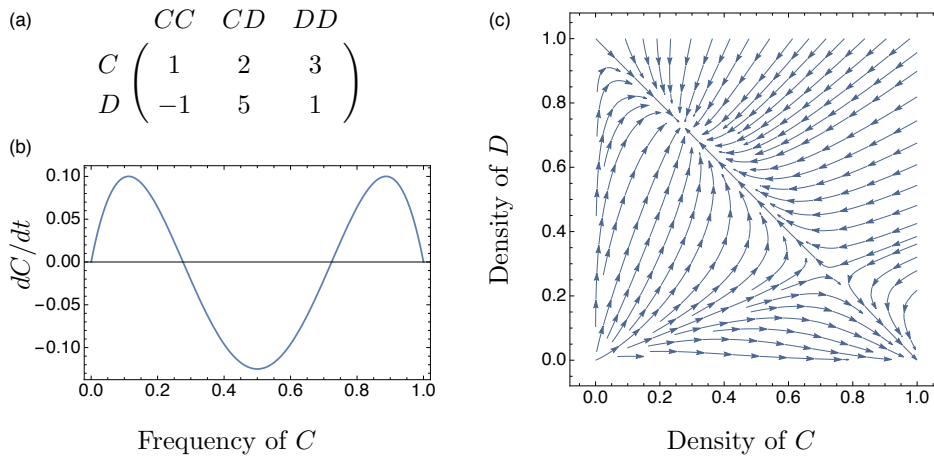 (a)
CC CD DD
C 1 2 3
D −1 5 1
(b)
dC/dt
0.10
0.05
0.00
−0.05
−0.10
0.0 0.2 0.4 0.6 0.8 1.0
Frequency of C
(c)
Density of D
1.0
0.8
0.6
0.4
0.2
0.0
0.0 0.2 0.4 0.6 0.8 1.0
Density of C